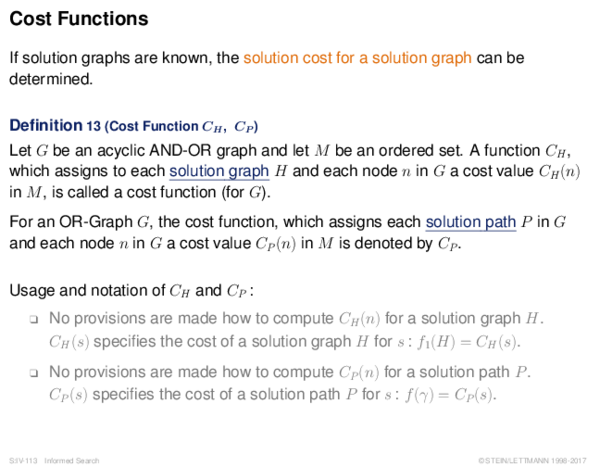 Cost Functions
If solution graphs are known, the solution cost for a solution graph can be
determined.
Definition 13 (Cost Function C_H, C_P)
Let G be an acyclic AND-OR graph and let M be an ordered set. A function C_H,
which assigns to each solution graph H and each node n in G a cost value C_H(n)
in M, is called a cost function (for G).
For an OR-Graph G, the cost function, which assigns each solution path P in G
and each node n in G a cost value C_P(n) in M is denoted by C_P.
Usage and notation of C_H and C_P:
❑ No provisions are made how to compute C_H(n) for a solution graph H.
C_H(s) specifies the cost of a solution graph H for s: f_1(H) = C_H(s).
❑ No provisions are made how to compute C_P(n) for a solution path P.
C_P(s) specifies the cost of a solution path P for s: f(γ) = C_P(s).
S:IV-113 Informed Search ©STEIN/LETTMANN 1998-2017